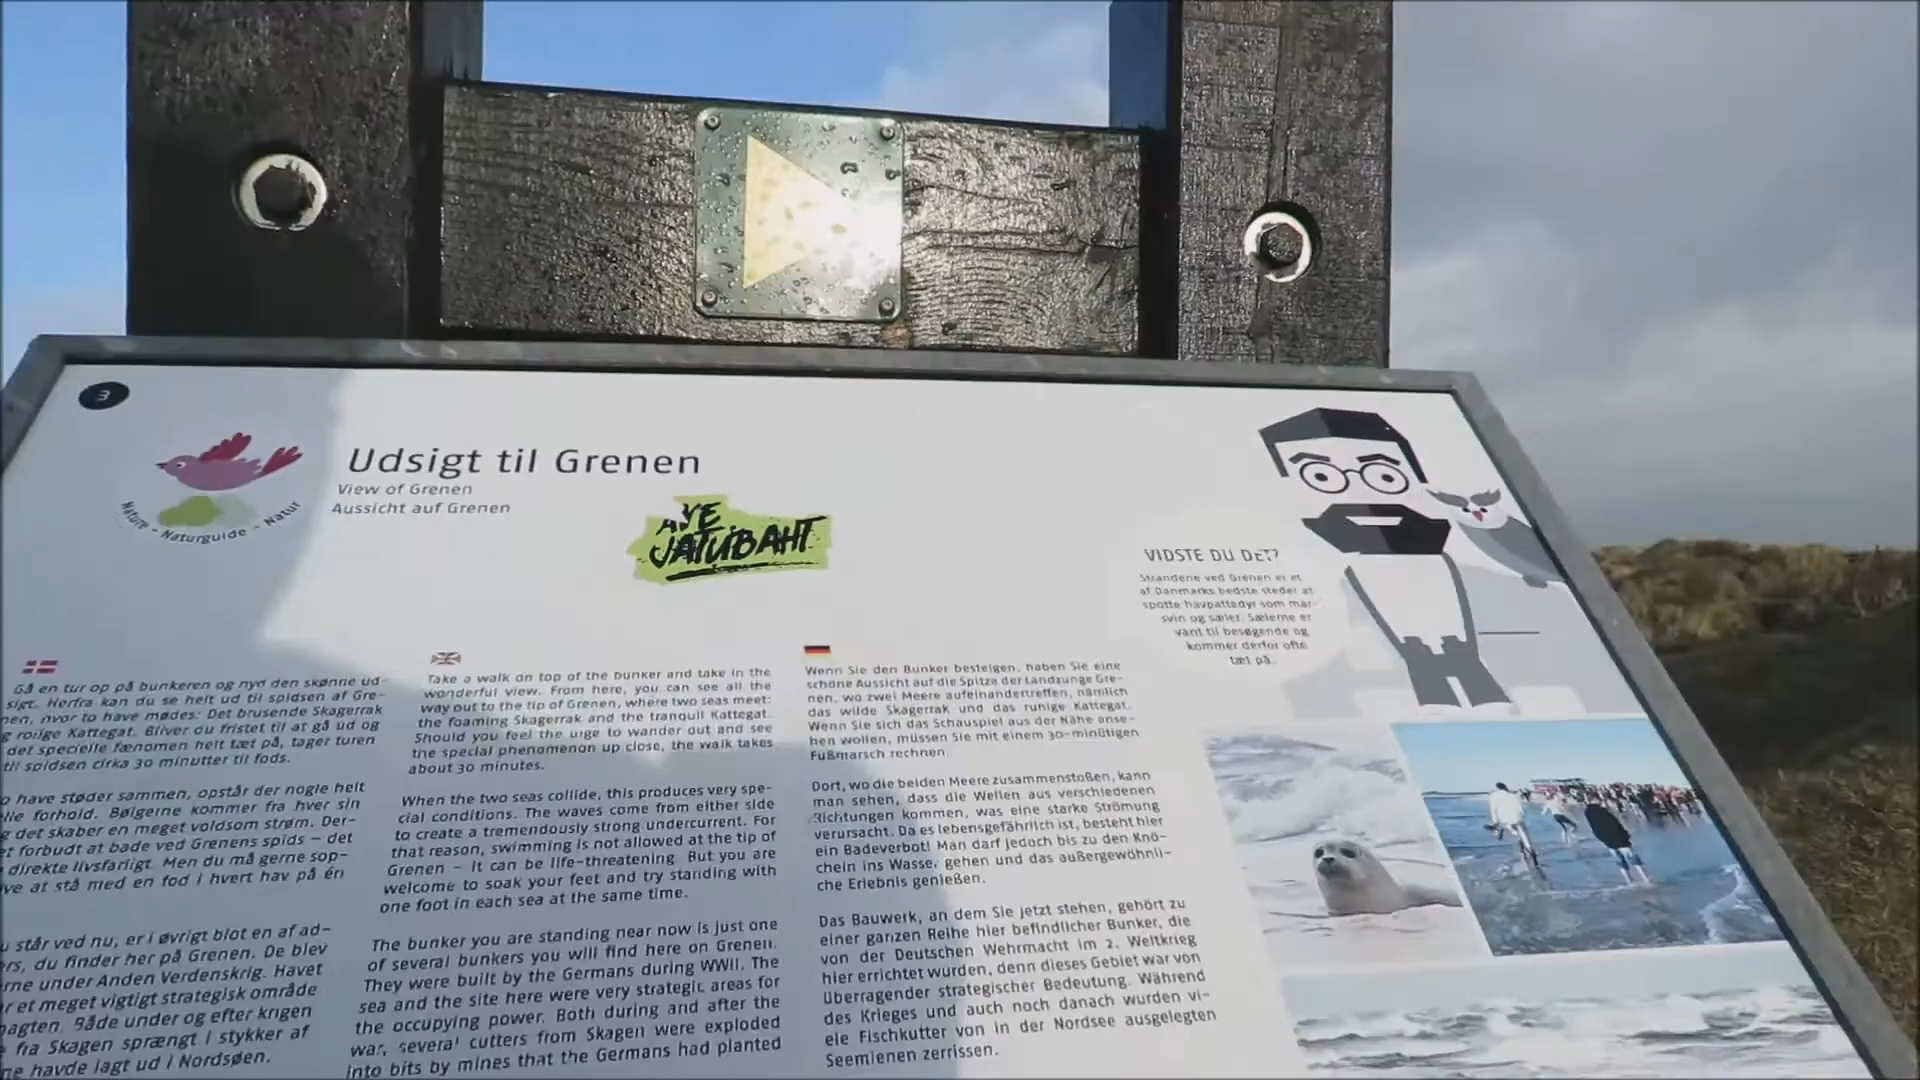 3
Nature - Naturguide - Natur
Udsigt til Grenen
View of Grenen
Aussicht auf Grenen
AYE
JATUBAHT
Gå en tur op på bunkeren og nyd den skønne ud-
sigt. Herfra kan du se helt ud til spidsen af Gre-
nen, hvor to have mødes: Det brusende Skagerrak
g rolige Kattegat. Bliver du fristet til at gå ud og
det specielle fænomen helt tæt på, tager turen
til spidsen cirka 30 minutter til fods.
o have støder sammen, opstår der nogle helt
lle forhold. Bølgerne kommer fra hver sin
g det skaber en meget voldsom strøm. Der-
et forbudt at bade ved Grenens spids – det
direkte livsfarligt. Men du må gerne sop-
ve at stå med en fod i hvert hav på én
u står ved nu, er i øvrigt blot en af ad-
ers, du finder her på Grenen. De blev
rne under Anden Verdenskrig. Havet
ar et meget vigtigt strategisk område
magten. Både under og efter krigen
fra Skagen sprængt i stykker af
ne havde lagt ud i Nordsøen.
Take a walk on top of the bunker and take in the
wonderful view. From here, you can see all the
way out to the tip of Grenen, where two seas meet:
the foaming Skagerrak and the tranquil Kattegat.
Should you feel the urge to wander out and see
the special phenomenon up close, the walk takes
about 30 minutes.
When the two seas collide, this produces very spe-
cial conditions. The waves come from either side
to create a tremendously strong undercurrent. For
that reason, swimming is not allowed at the tip of
Grenen – it can be life-threatening. But you are
welcome to soak your feet and try standing with
one foot in each sea at the same time.
The bunker you are standing near now is just one
of several bunkers you will find here on Grenen.
They were built by the Germans during WWII. The
sea and the site here were very strategic areas for
the occupying power. Both during and after the
war, several cutters from Skagen were exploded
into bits by mines that the Germans had planted
Wenn Sie den Bunker besteigen, haben Sie eine
schöne Aussicht auf die Spitze der Landzunge Gre-
nen, wo zwei Meere aufeinandertreffen, nämlich
das wilde Skagerrak und das ruhige Kattegat.
Wenn Sie sich das Schauspiel aus der Nähe anse-
hen wollen, müssen Sie mit einem 30-minütigen
Fußmarsch rechnen.
Dort, wo die beiden Meere zusammenstoßen, kann
man sehen, dass die Wellen aus verschiedenen
Richtungen kommen, was eine starke Strömung
verursacht. Da es lebensgefährlich ist, besteht hier
ein Badeverbot! Man darf jedoch bis zu den Knö-
cheln ins Wasser gehen und das außergewöhnli-
che Erlebnis genießen.
Das Bauwerk, an dem Sie jetzt stehen, gehört zu
einer ganzen Reihe hier befindlicher Bunker, die
von der Deutschen Wehrmacht im 2. Weltkrieg
hier errichtet wurden, denn dieses Gebiet war von
überragender strategischer Bedeutung. Während
des Krieges und auch noch danach wurden vi-
ele Fischkutter von in der Nordsee ausgelegten
Seemienen zerrissen.
VIDSTE DU DET?
Strandene ved Grenen er et
af Danmarks bedste steder at
spotte havpattedyr som mar-
svin og sæler. Sælerne er
vant til besøgende og
kommer derfor ofte
tæt på.